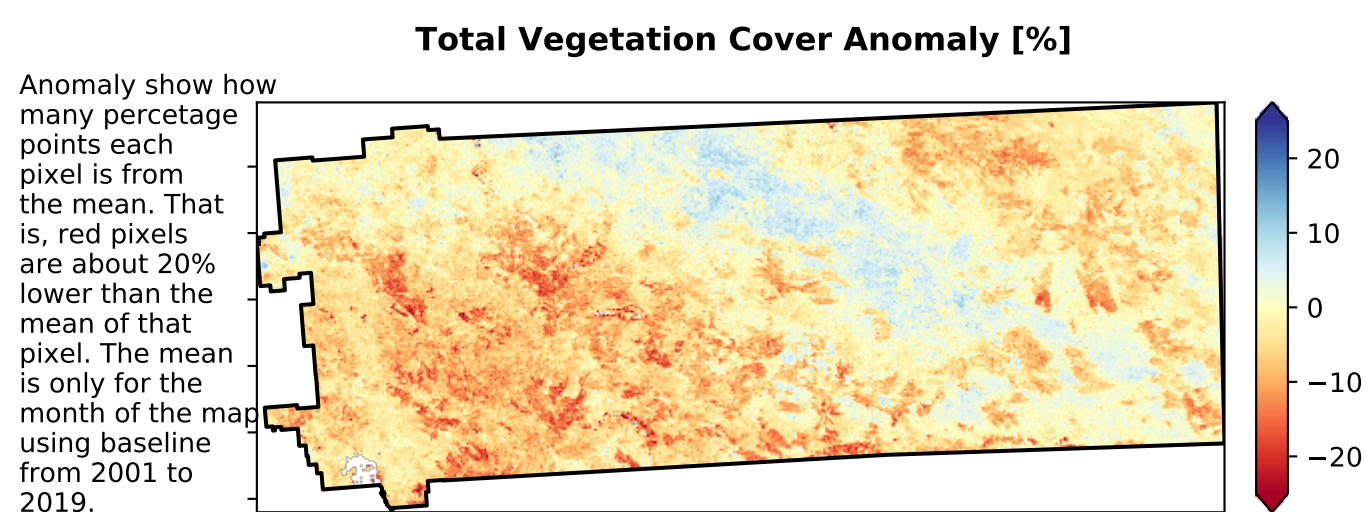 Total Vegetation Cover Anomaly [%]
Anomaly show how
many percetage
points each
pixel is from
the mean. That
is, red pixels
are about 20%
lower than the
mean of that
pixel. The mean
is only for the
month of the map
using baseline
from 2001 to
2019.
20
10
0
−10
−20